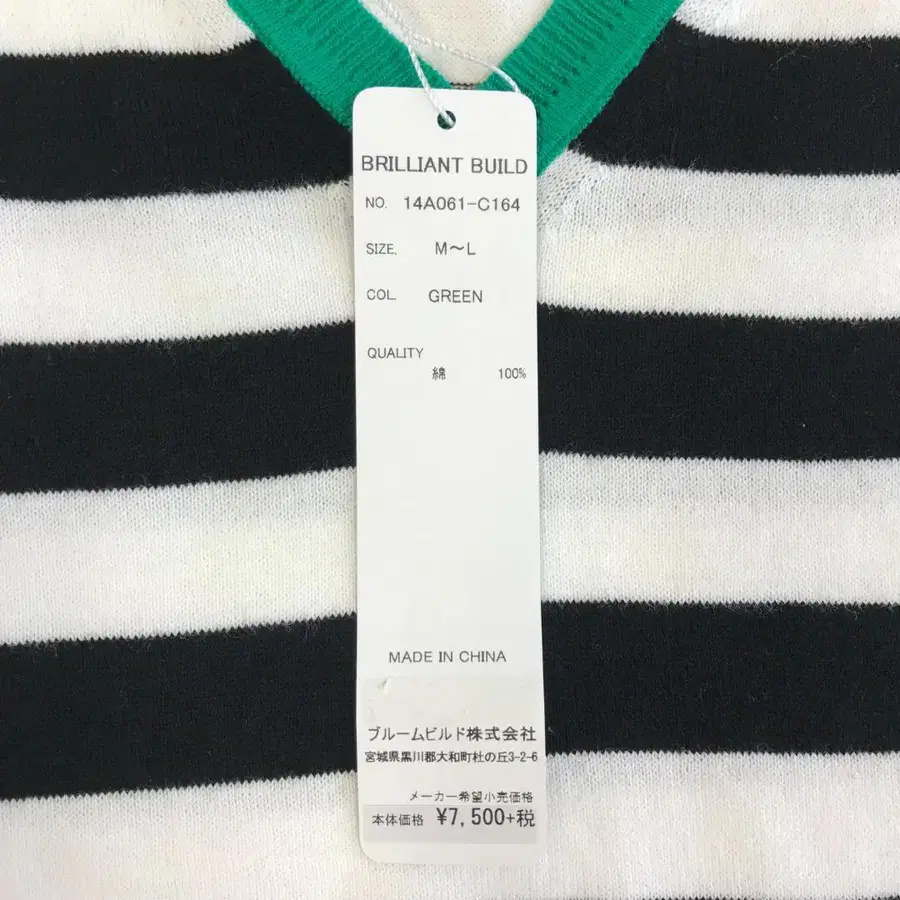 BRILLIANT BUILD
NO. 14A061-C164
SIZE. M～L
COL. GREEN
QUALITY
綿 100%
MADE IN CHINA
ブルームビルド株式会社
宮城県黒川郡大和町杜の丘3-2-6
メーカー希望小売価格
本体価格 ¥7,500+税